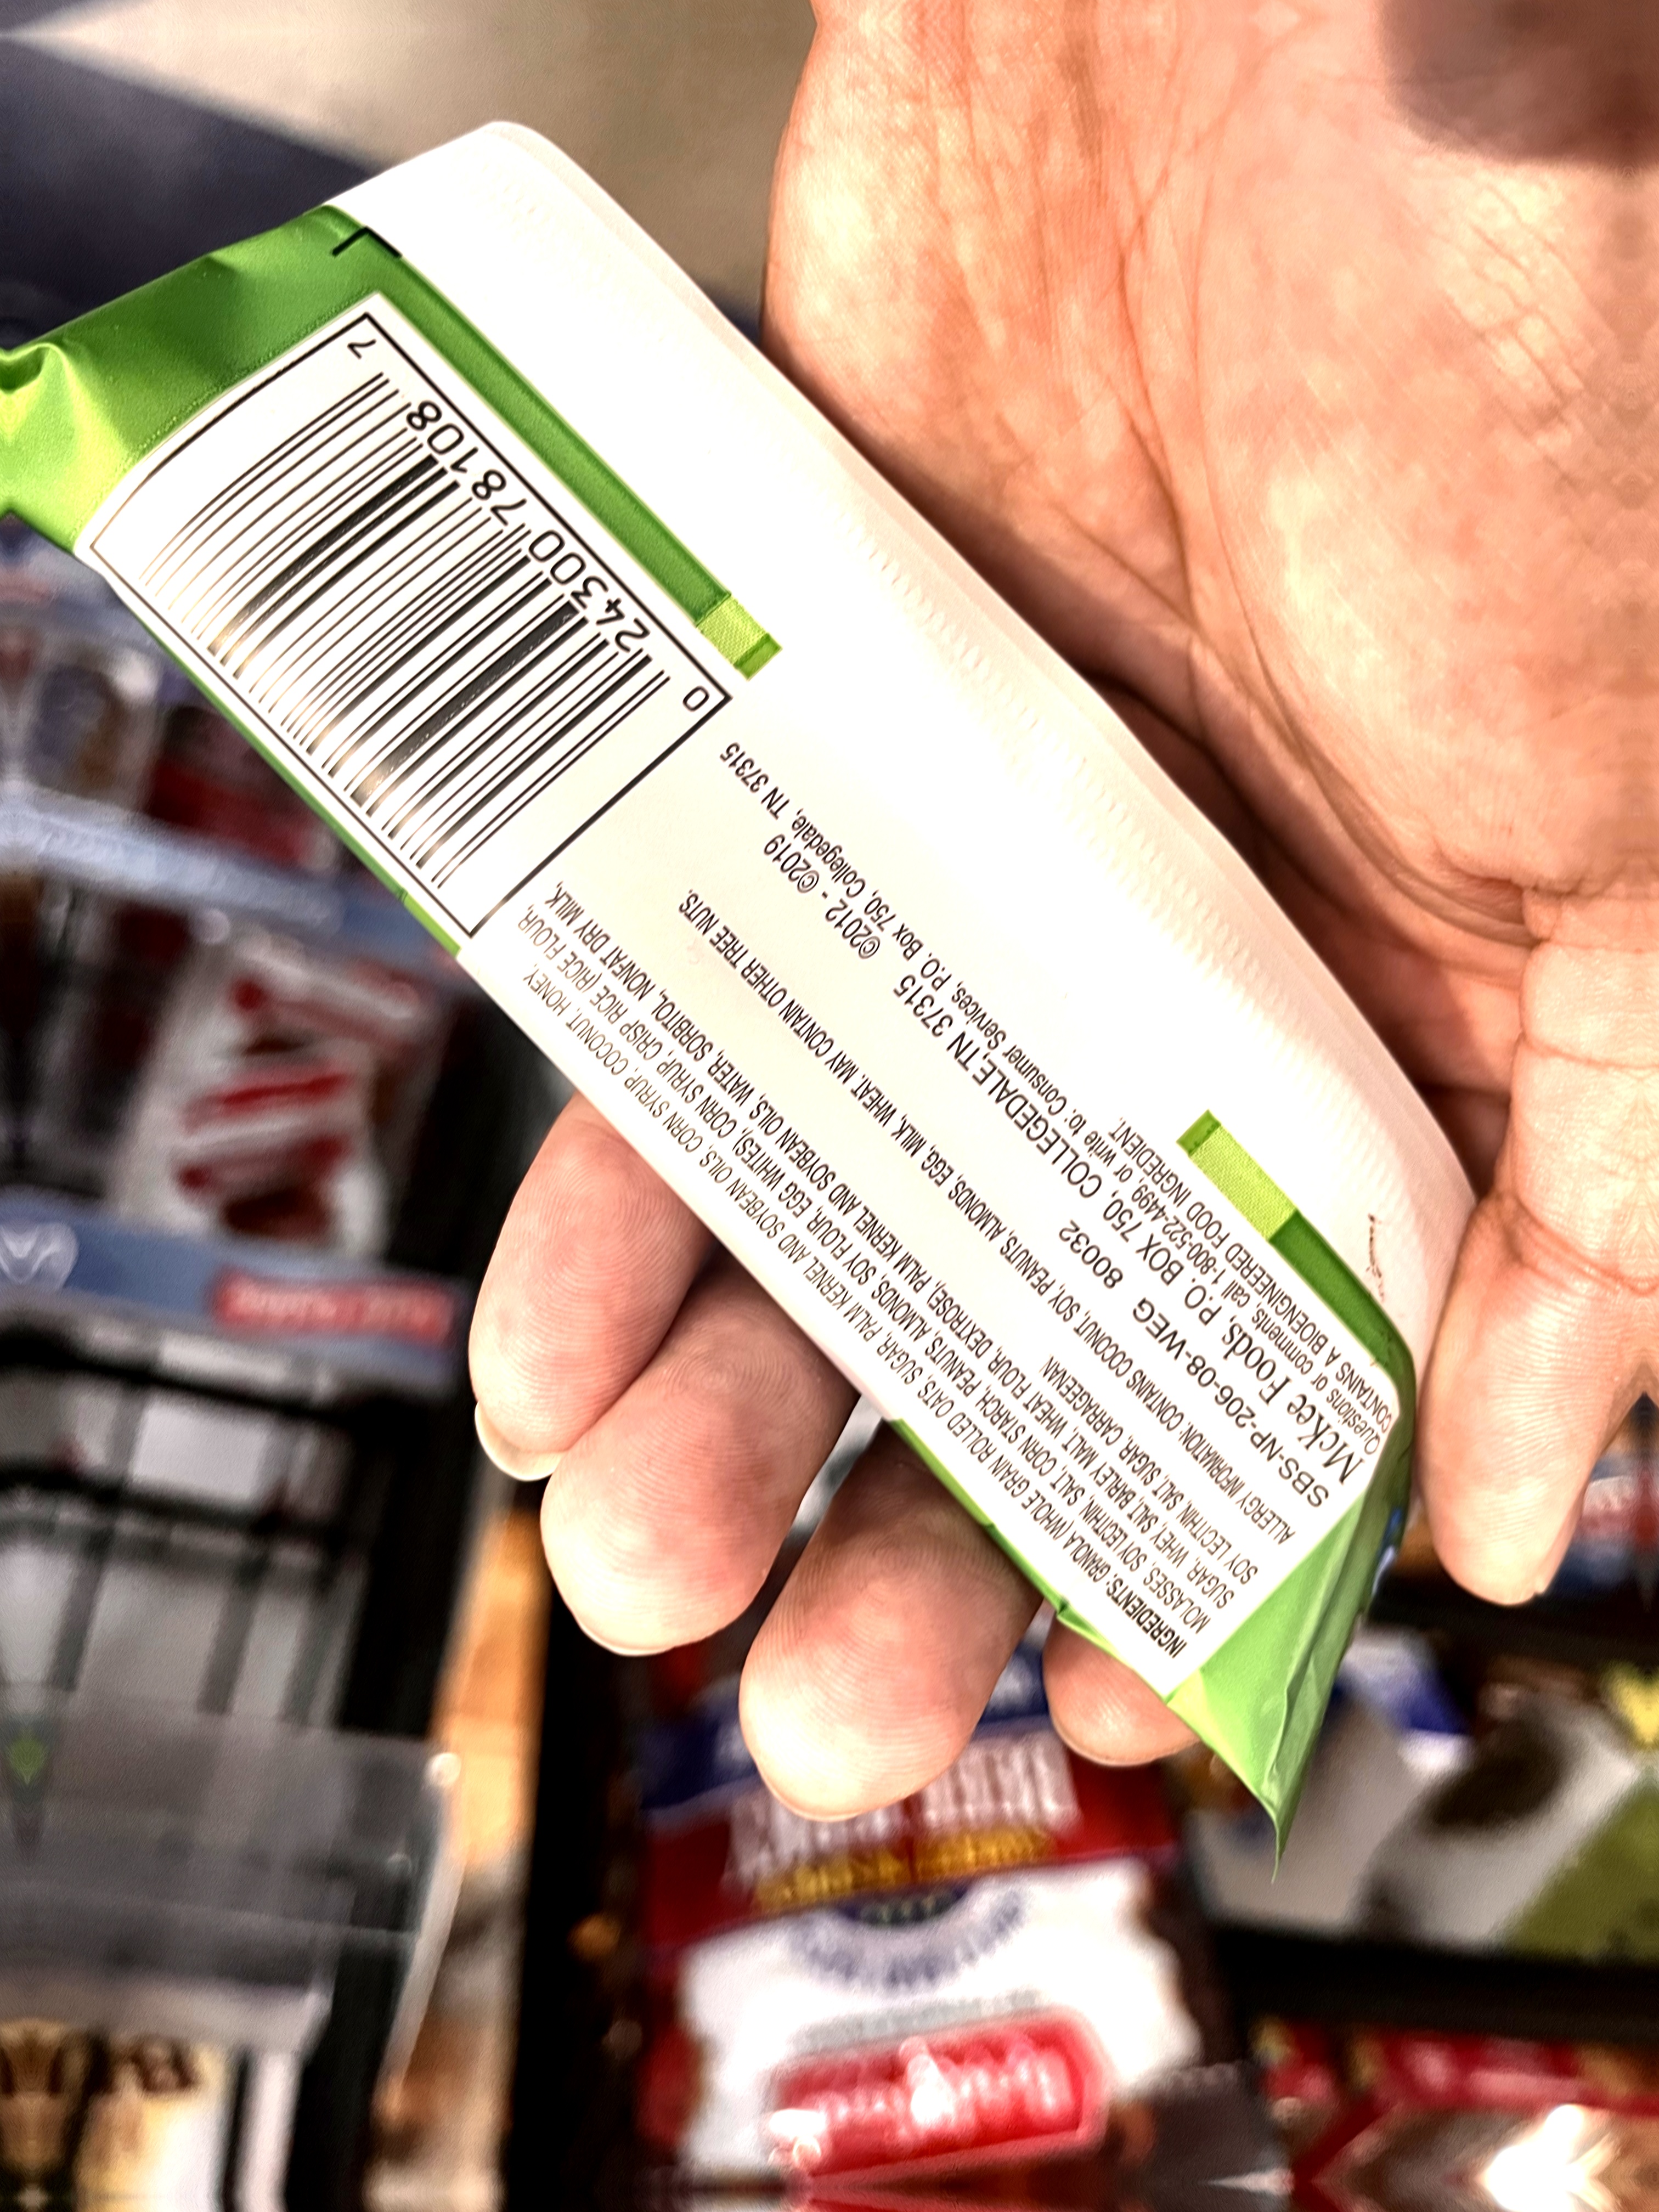 INGREDIENTS: GRANOLA (WHOLE GRAIN ROLLED OATS, SUGAR, PALM KERNEL AND SOYBEAN OILS, CORN SYRUP, COCONUT, HONEY,
MOLASSES, SOY LECITHIN, SALT, CORN STARCH, PEANUTS, ALMONDS, SOY FLOUR, EGG WHITES), CORN SYRUP, CRISP RICE (RICE FLOUR,
SUGAR, WHEY, SALT, BARLEY MALT, WHEAT FLOUR, DEXTROSE), PALM KERNEL AND SOYBEAN OILS, WATER, SORBITOL, NONFAT DRY MILK,
SOY LECITHIN, SALT, SUGAR, CARRAGEENAN.
ALLERGY INFORMATION: CONTAINS COCONUT, SOY, PEANUTS, ALMONDS, EGG, MILK, WHEAT. MAY CONTAIN OTHER TREE NUTS.
SBS-NP-206-08-WEG 80032
McKee Foods, P.O. BOX 750, COLLEGEDALE, TN 37315 ©2012 - ©2019
Questions or comments, call 1-800-522-4499, or write to: Consumer Services, P.O. Box 750, Collegedale, TN 37315
CONTAINS A BIOENGINEERED FOOD INGREDIENT.
0 24300 78108 7